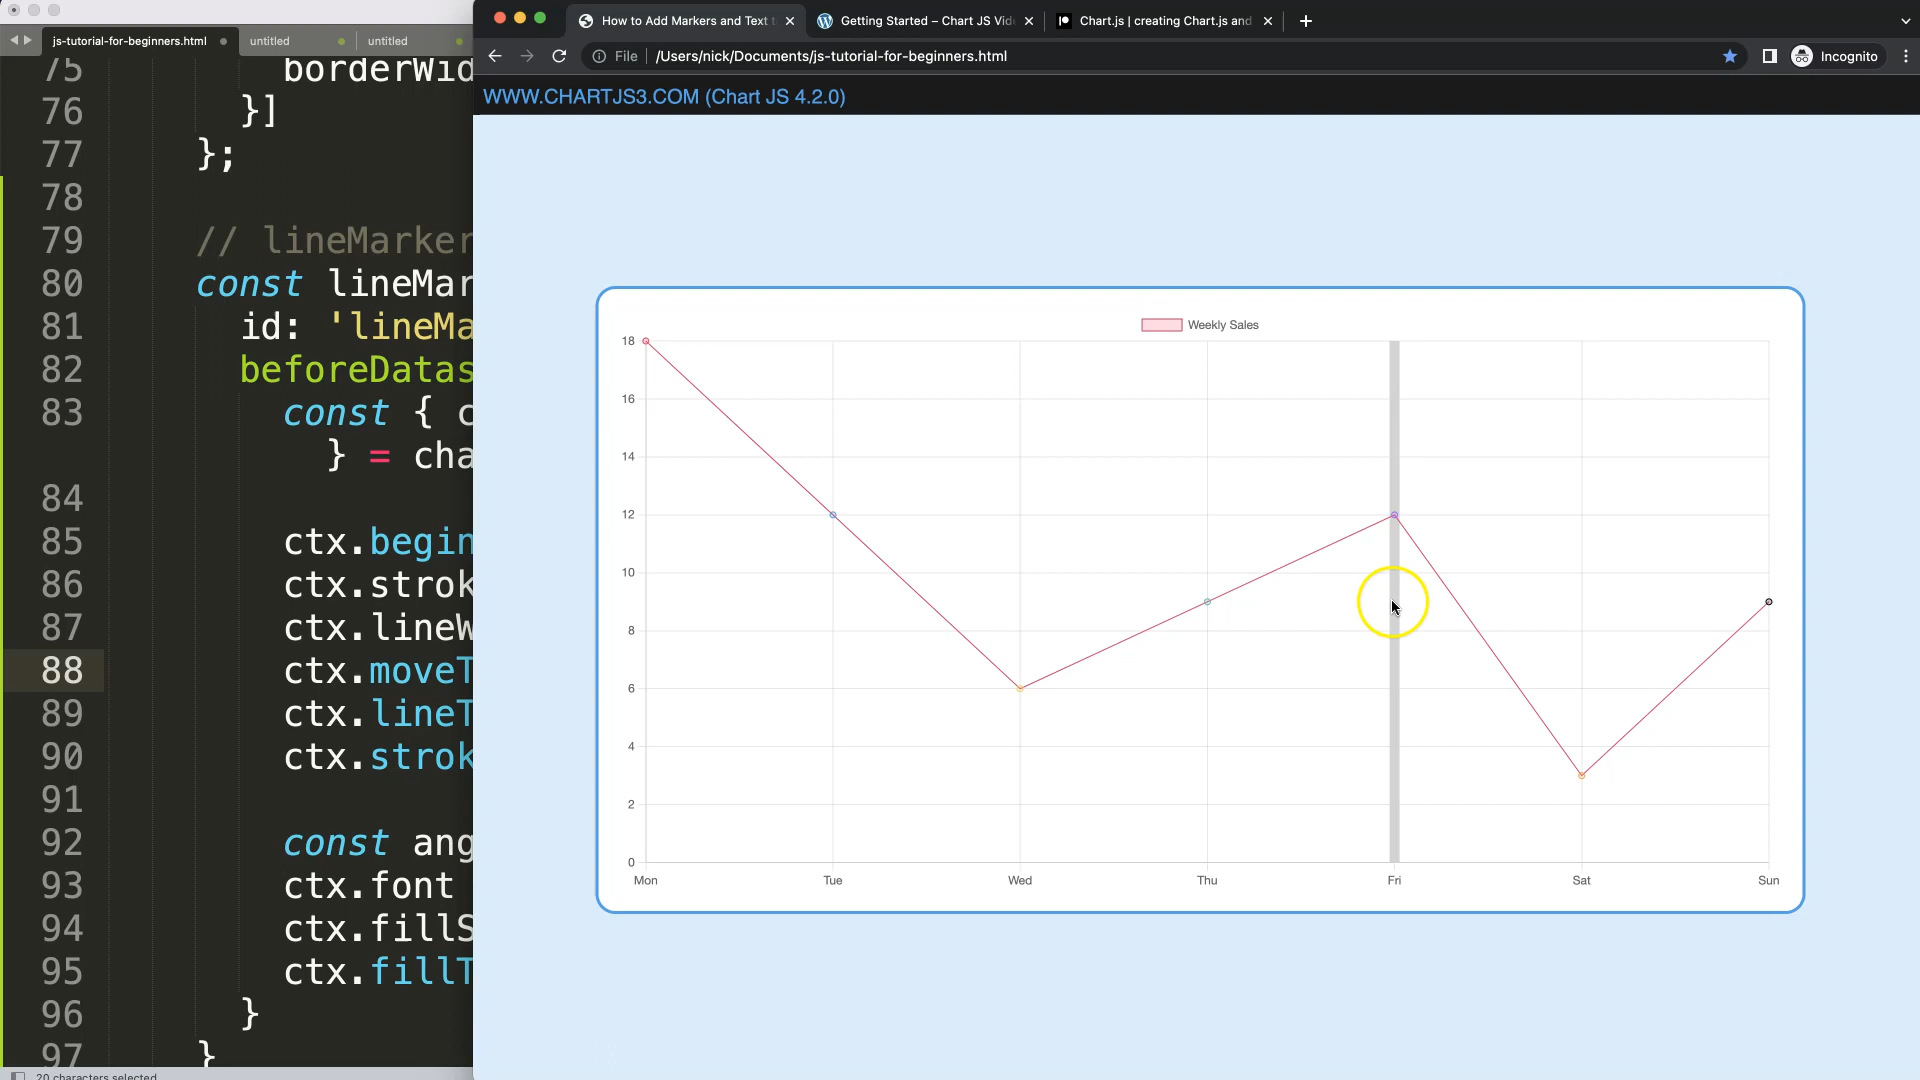 js-tutorial-for-beginners.html
untitled
untitled
75 borderWid
76 }]
77 };
78
79 // lineMarker
80 const lineMar
81 id: 'lineMa
82 beforeDatas
83 const { c
} = cha
84
85 ctx.begin
86 ctx.strok
87 ctx.lineW
88 ctx.moveT
89 ctx.lineT
90 ctx.strok
91
92 const ang
93 ctx.font
94 ctx.fillS
95 ctx.fillT
96 }
97 }
20 characters selected
How to Add Markers and Text t
Getting Started – Chart JS Vid
Chart.js | creating Chart.js and
File
/Users/nick/Documents/js-tutorial-for-beginners.html
Incognito
WWW.CHARTJS3.COM (Chart JS 4.2.0)
Weekly Sales
18
16
14
12
10
8
6
4
2
0
Mon Tue Wed Thu Fri Sat Sun